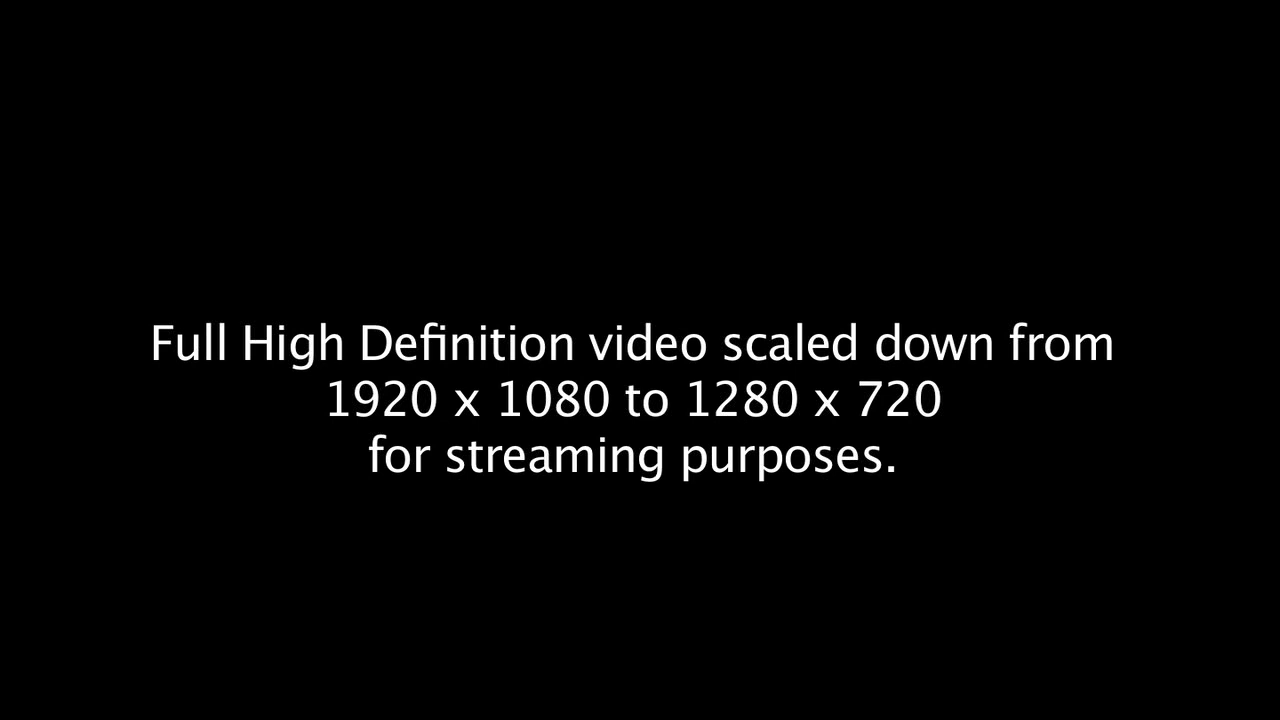 Full High Definition video scaled down from
1920 x 1080 to 1280 x 720
for streaming purposes.